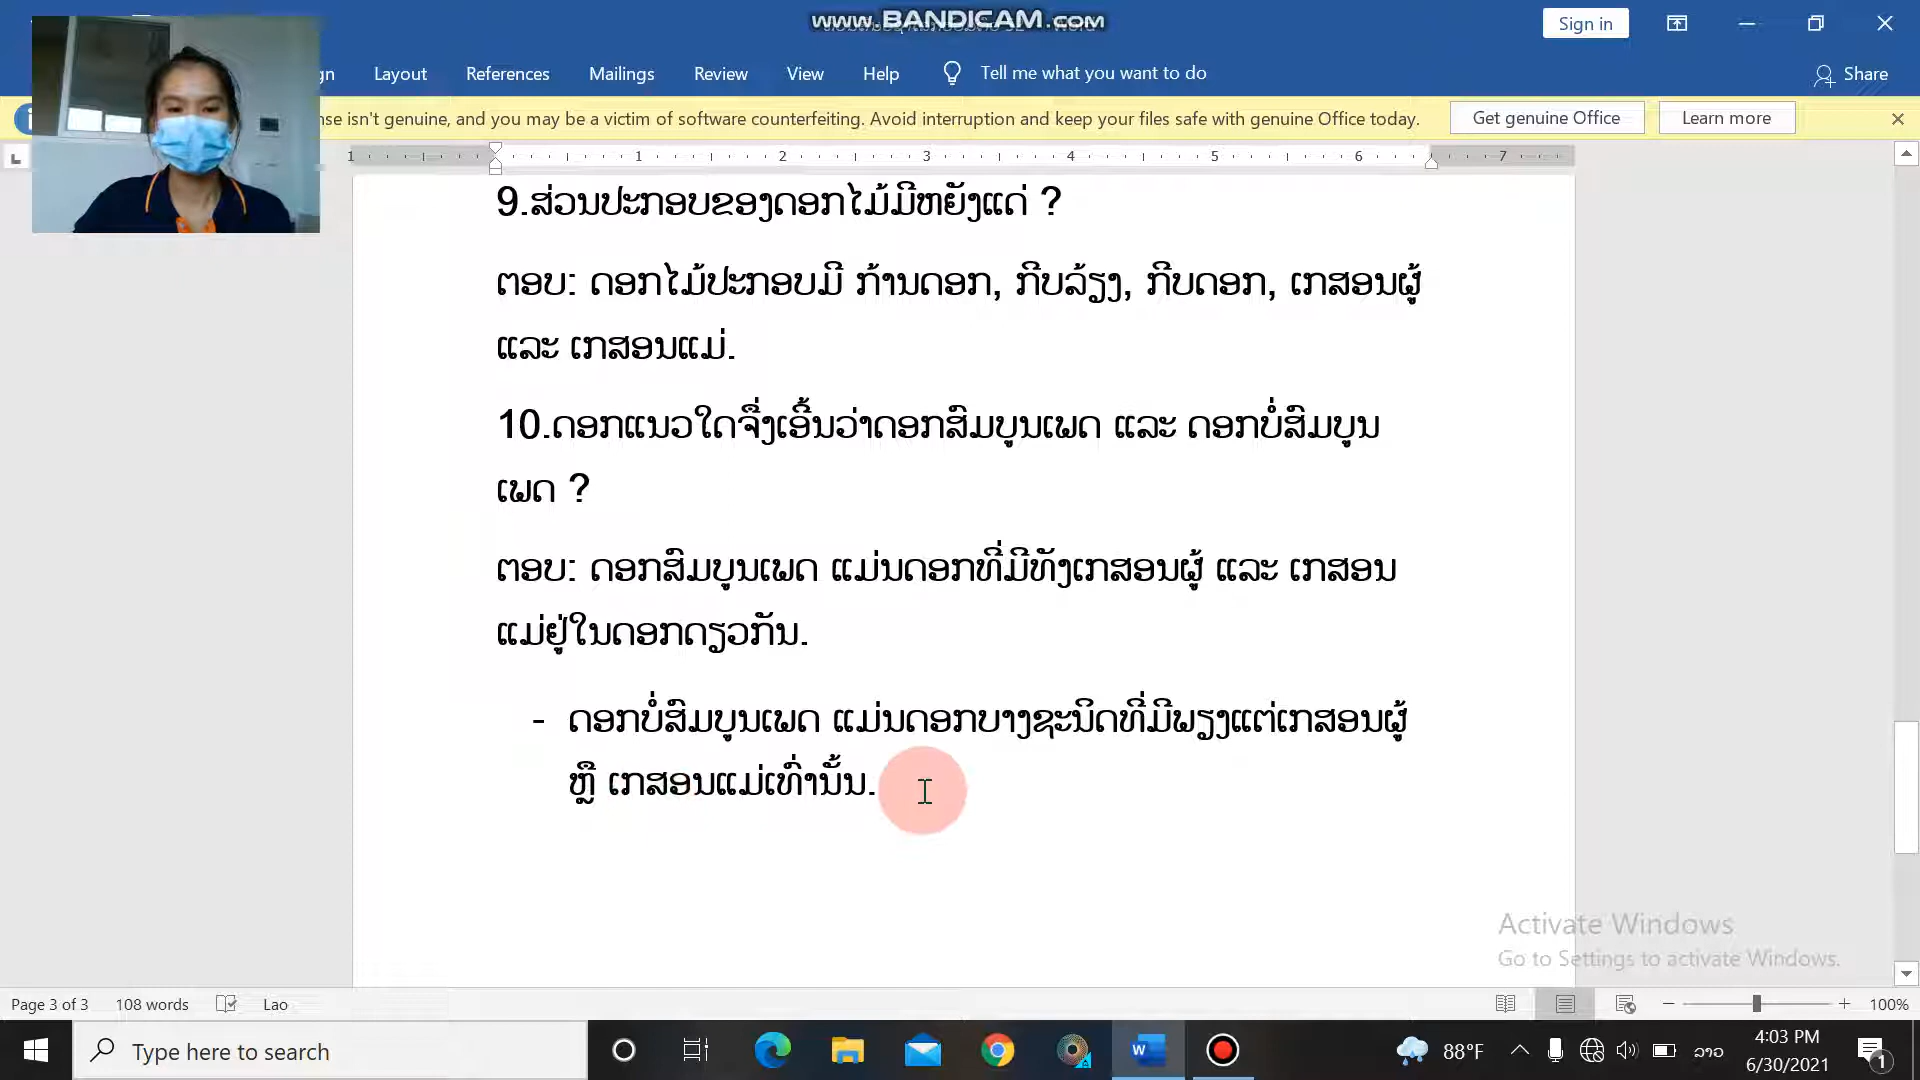 www.BANDICAM.com
Sign in
Layout References Mailings Review View Help Tell me what you want to do Share
isn't genuine, and you may be a victim of software counterfeiting. Avoid interruption and keep your files safe with genuine Office today. Get genuine Office Learn more
1 1 2 3 4 5 6 7
9.ສ່ວນປະກອບຂອງດອກໄມ້ມີຫຍັງແດ່ ?
ຕອບ: ດອກໄມ້ປະກອບມີ ກ້ານດອກ, ກີບລ້ຽງ, ກີບດອກ, ເກສອນຜູ້
ແລະ ເກສອນແມ່.
10.ດອກແນວໃດຈື່ງເອີ້ນວ່າດອກສົມບູນເພດ ແລະ ດອກບໍ່ສົມບູນ
ເພດ ?
ຕອບ: ດອກສົມບູນເພດ ແມ່ນດອກທີ່ມີທັງເກສອນຜູ້ ແລະ ເກສອນ
ແມ່ຢູ່ໃນດອກດຽວກັນ.
- ດອກບໍ່ສົມບູນເພດ ແມ່ນດອກບາງຊະນິດທີ່ມີພຽງແຕ່ເກສອນຜູ້
ຫຼື ເກສອນແມ່ເທົ່ານັ້ນ.
Activate Windows
Go to Settings to activate Windows.
Page 3 of 3 108 words Lao 100%
Type here to search 88°F ລາວ 4:03 PM
6/30/2021 1